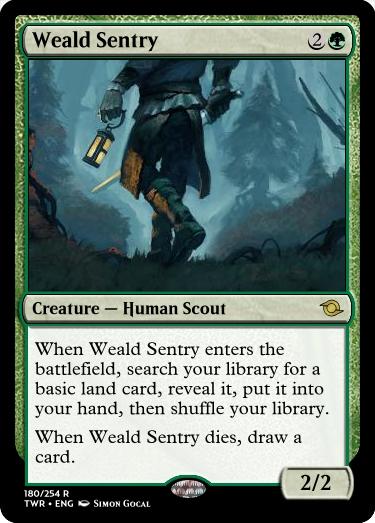 Weald Sentry 2
Creature — Human Scout
When Weald Sentry enters the
battlefield, search your library for a
basic land card, reveal it, put it into
your hand, then shuffle your library.
When Weald Sentry dies, draw a
card.
2/2
180/254 R
TWR • ENG Simon Gocal